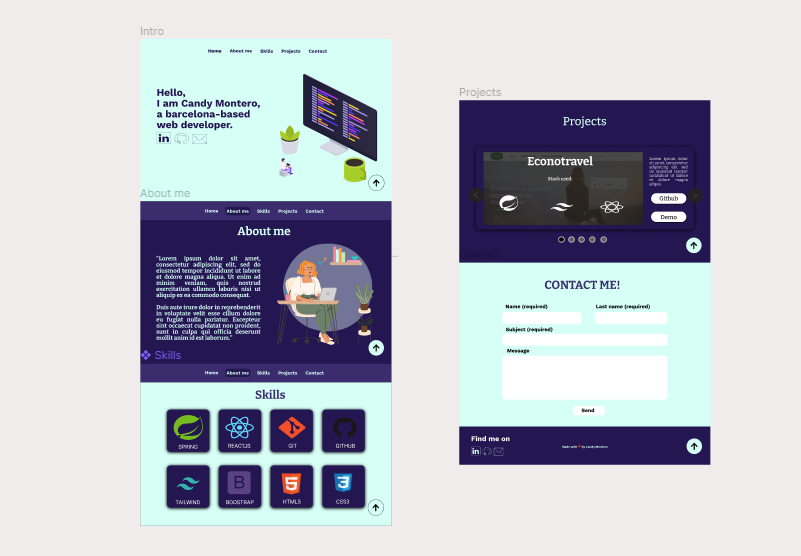 Intro
Home About me Skills Projects Contact
Hello,
I am Candy Montero,
a barcelona-based
web developer.
in
About me
Home About me Skills Projects Contact
About me
"Lorem ipsum dolor sit amet,
consectetur adipiscing elit, sed do
eiusmod tempor incididunt ut labore
et dolore magna aliqua. Ut enim ad
minim veniam, quis nostrud
exercitation ullamco laboris nisi ut
aliquip ex ea commodo consequat.
Duis aute irure dolor in reprehenderit
in voluptate velit esse cillum dolore
eu fugiat nulla pariatur. Excepteur
sint occaecat cupidatat non proident,
sunt in culpa qui officia deserunt
mollit anim id est laborum."
Skills
Home About me Skills Projects Contact
Skills
SPRING REACTJS GIT GITHUB
TAILWIND BOOSTRAP HTML5 CSS3
Projects
Projects
Econotravel
Stack used:
Lorem ipsum dolor
sit amet, consectetur
adipiscing elit, sed
do eiusmod tempor
incididunt ut labore
et dolore magna
aliqua
Github
Demo
Contact
CONTACT ME!
Name (required) Last name (required)
Subject (required)
Message
Send
Find me on
in
Made with ❤ by Candy Montero